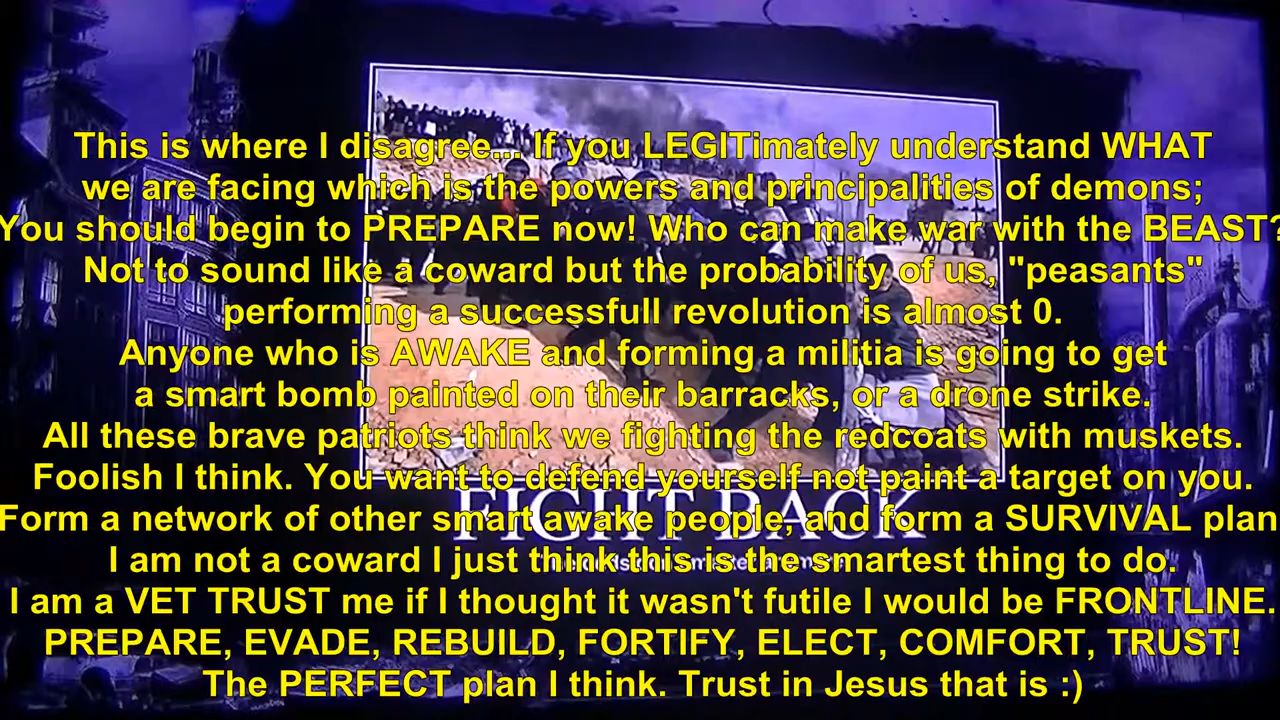 This is where I disagree... If you LEGITimately understand WHAT
we are facing which is the powers and principalities of demons;
You should begin to PREPARE now! Who can make war with the BEAST?
Not to sound like a coward but the probability of us, "peasants"
performing a successfull revolution is almost 0.
Anyone who is AWAKE and forming a militia is going to get
a smart bomb painted on their barracks, or a drone strike.
All these brave patriots think we fighting the redcoats with muskets.
Foolish I think. You want to defend yourself not paint a target on you.
FIGHT BACK
Form a network of other smart awake people, and form a SURVIVAL plan
I am not a coward I just think this is the smartest thing to do.
I am a VET TRUST me if I thought it wasn't futile I would be FRONTLINE.
PREPARE, EVADE, REBUILD, FORTIFY, ELECT, COMFORT, TRUST!
The PERFECT plan I think. Trust in Jesus that is :)